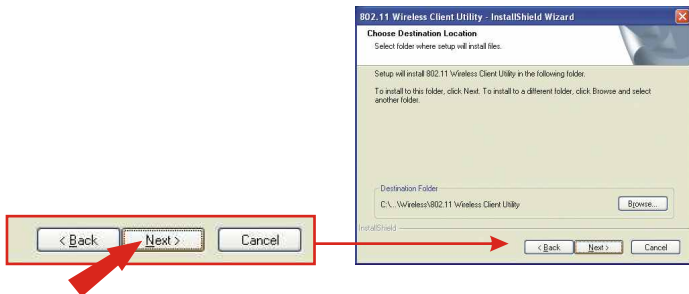 802.11 Wireless Client Utility - InstallShield Wizard
Choose Destination Location
Select folder where setup will install files.
Setup will install 802.11 Wireless Client Utility in the following folder.
To install to this folder, click Next. To install to a different folder, click Browse and select
another folder.
Destination Folder
C:\...\Wireless\802.11 Wireless Client Utility
Browse...
InstallShield
< Back Next > Cancel
< Back Next > Cancel